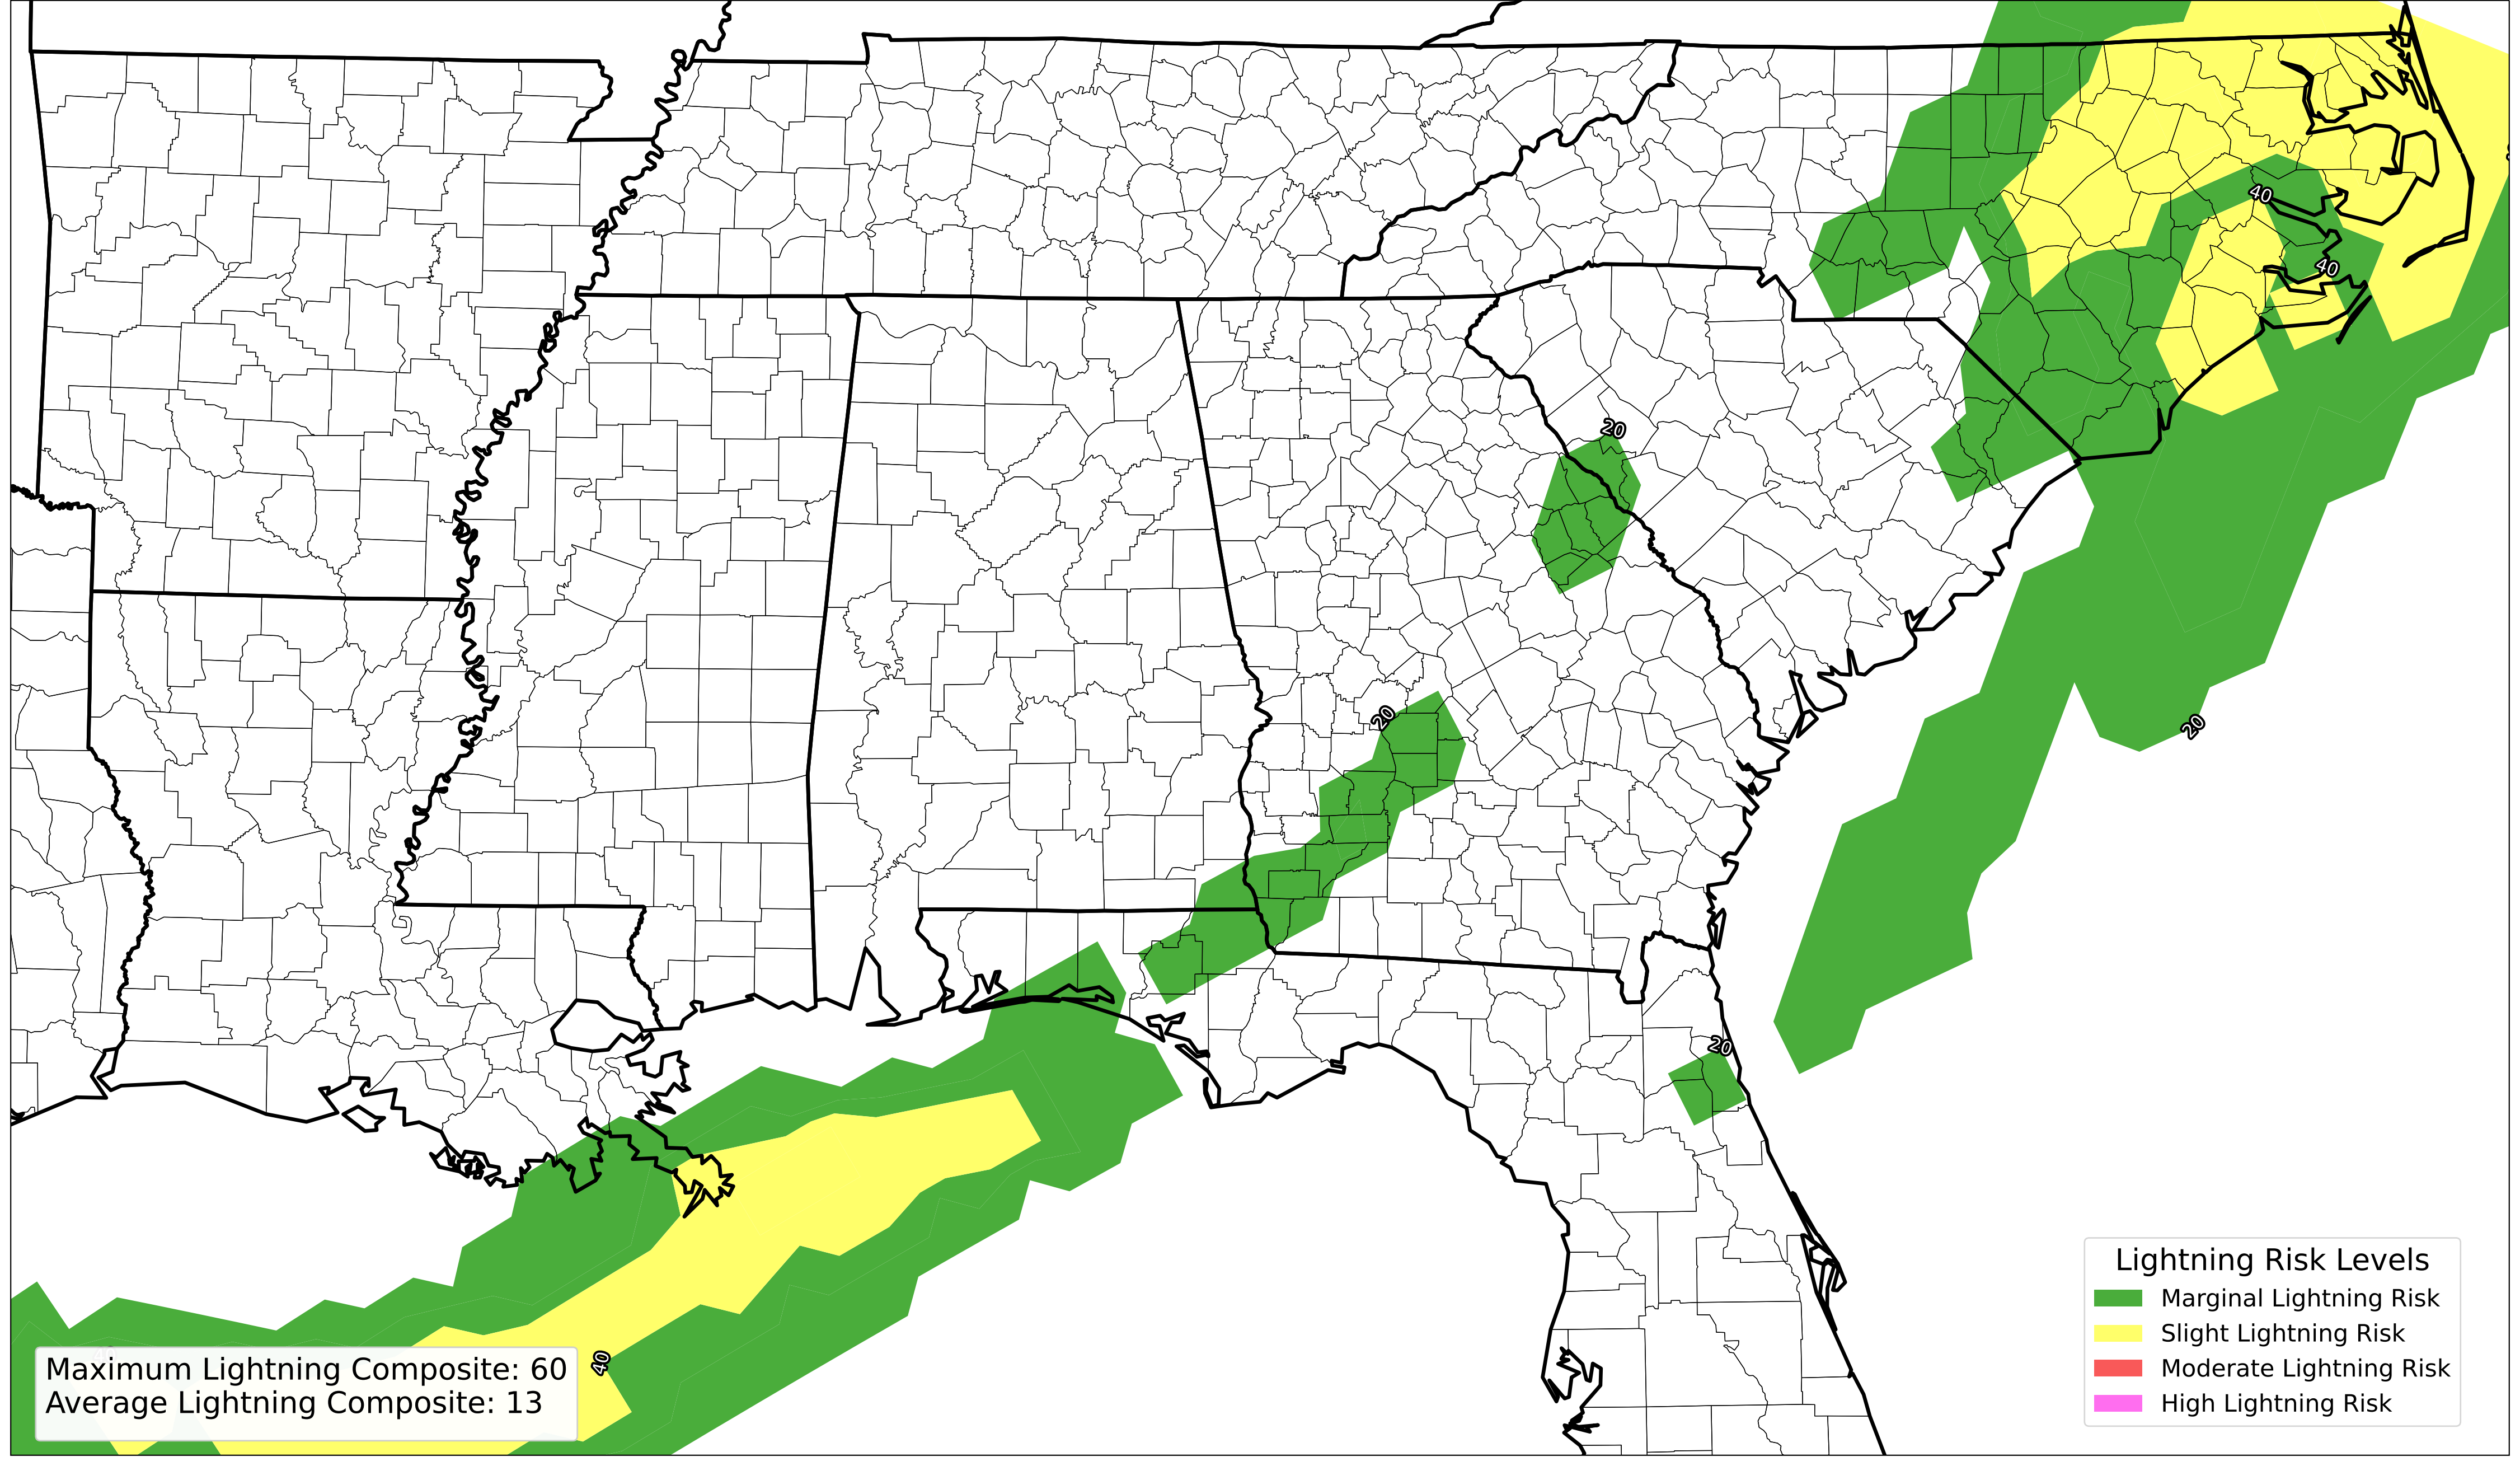 40
40
20
20
20
20
40
Maximum Lightning Composite: 60
Average Lightning Composite: 13
Lightning Risk Levels
Marginal Lightning Risk
Slight Lightning Risk
Moderate Lightning Risk
High Lightning Risk